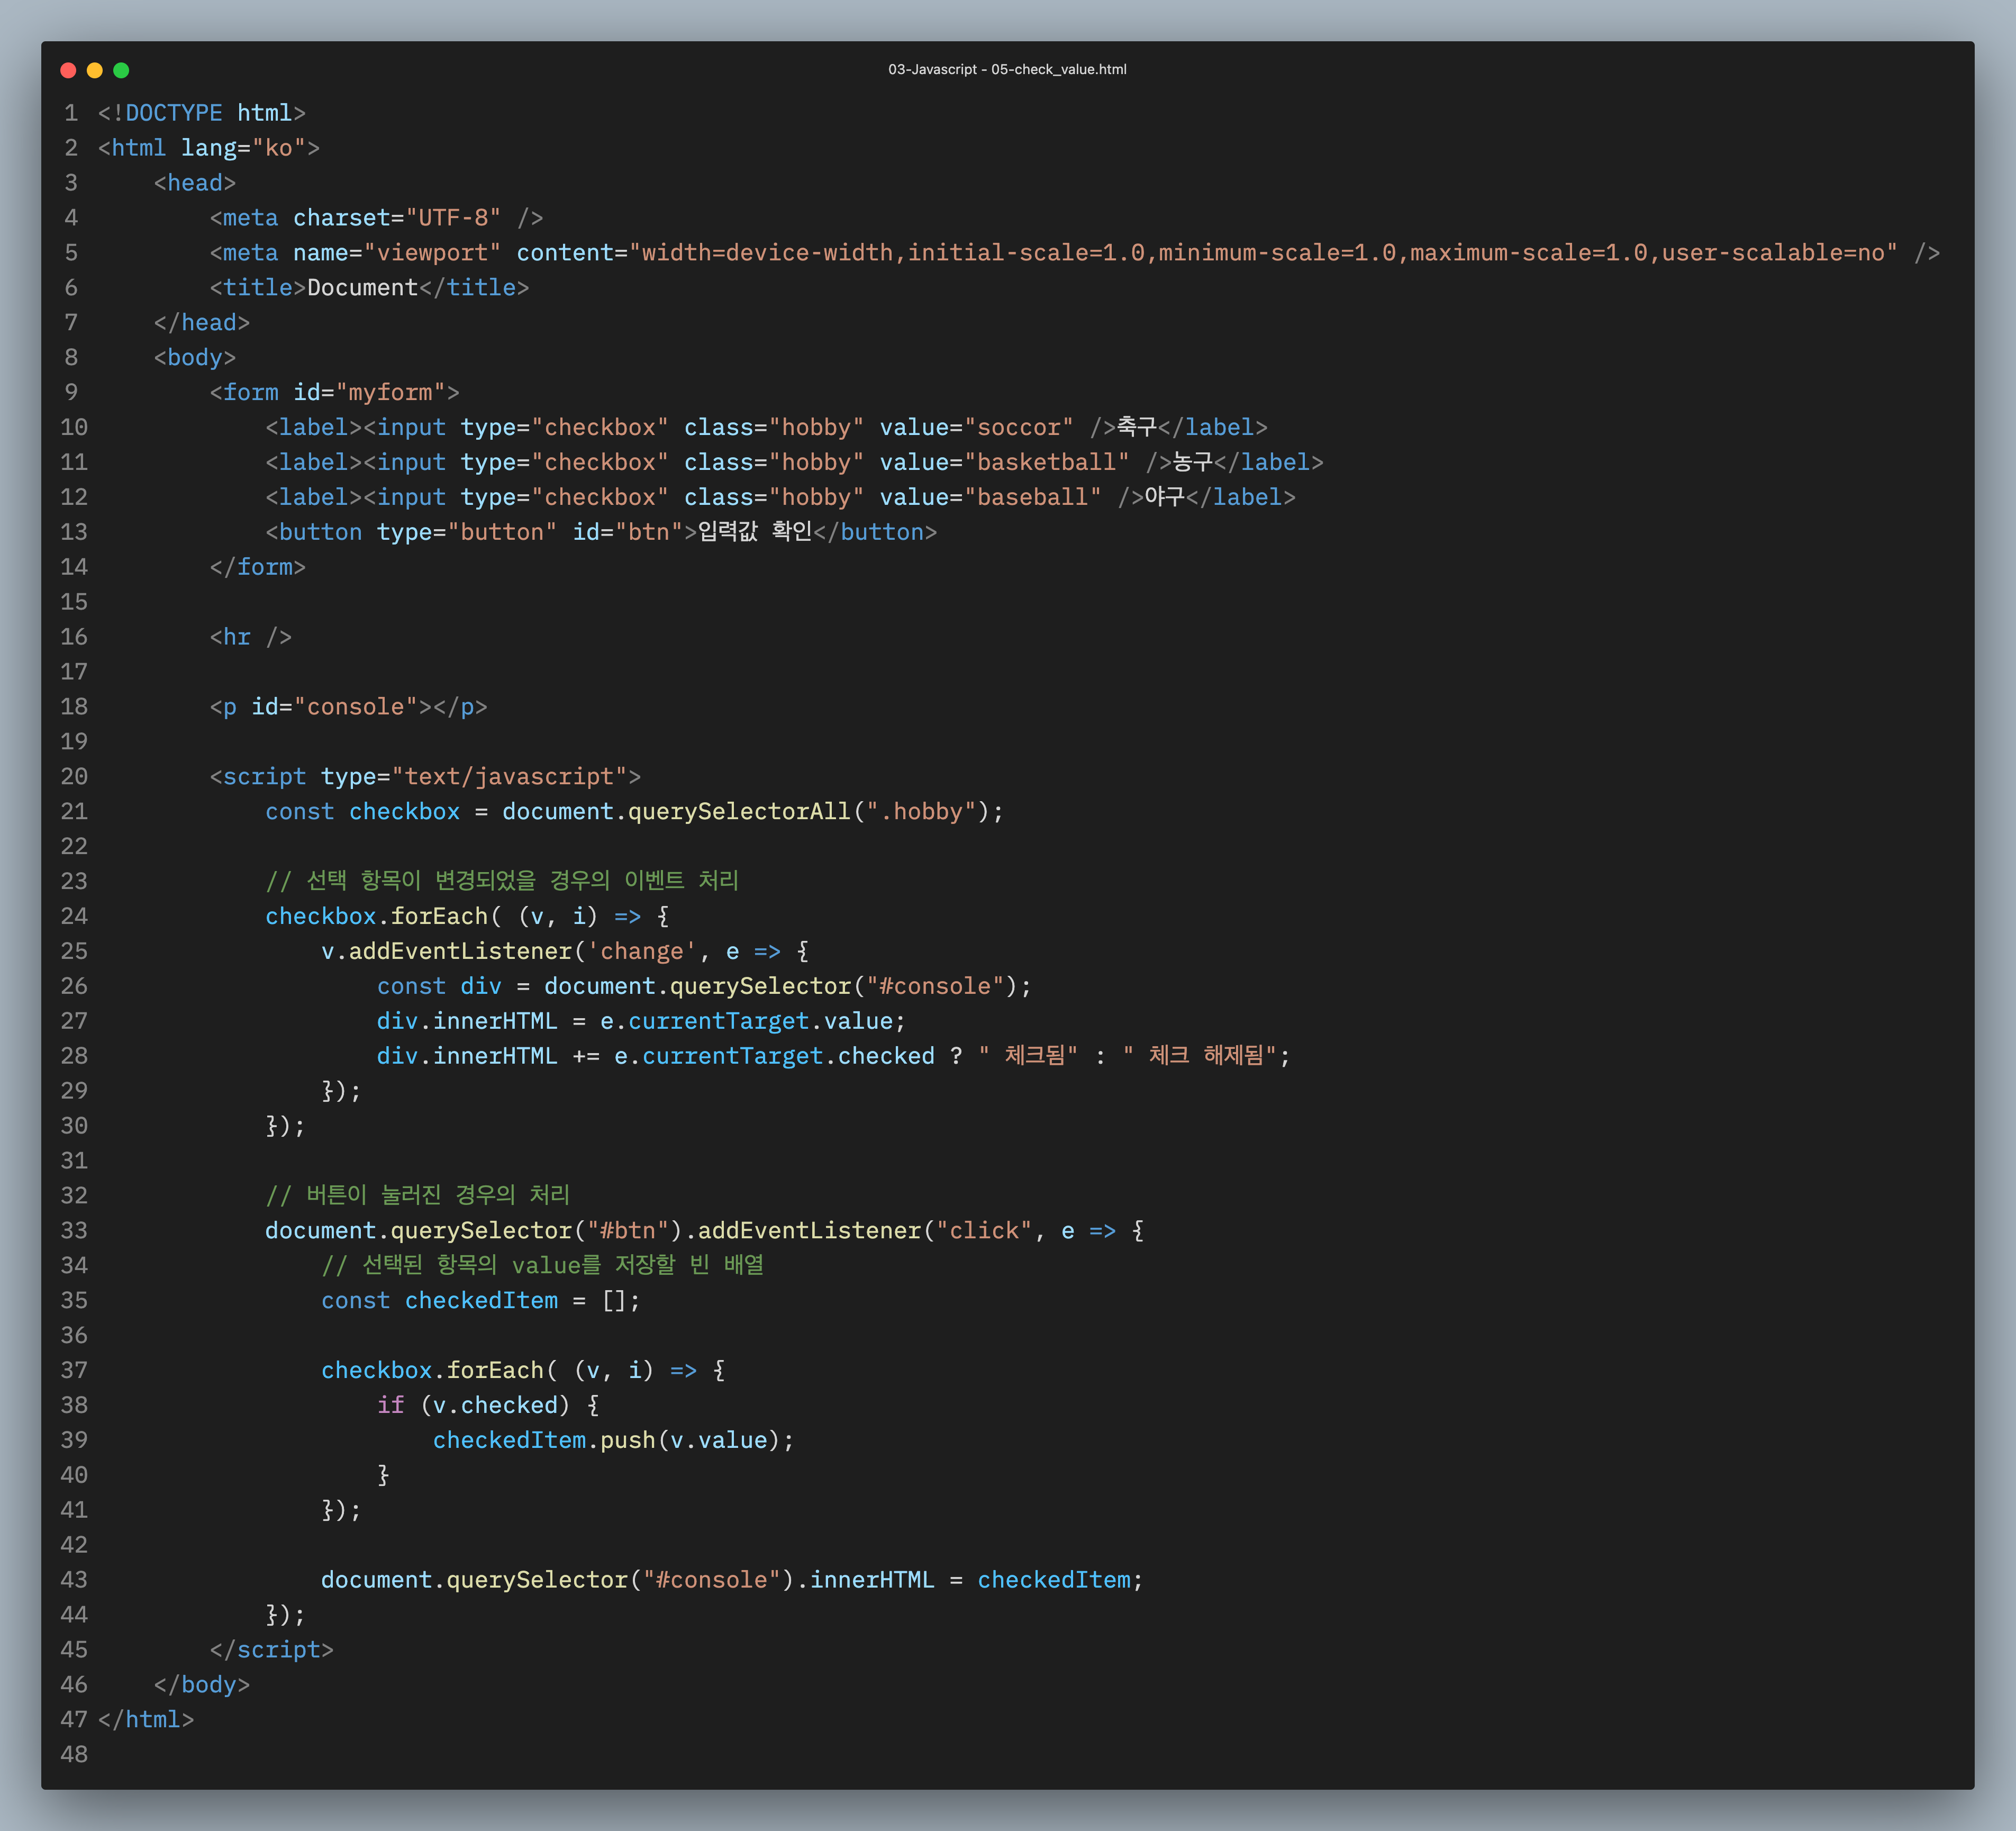 03-Javascript - 05-check_value.html
1 <!DOCTYPE html>
2 <html lang="ko">
3     <head>
4         <meta charset="UTF-8" />
5         <meta name="viewport" content="width=device-width,initial-scale=1.0,minimum-scale=1.0,maximum-scale=1.0,user-scalable=no" />
6         <title>Document</title>
7     </head>
8     <body>
9         <form id="myform">
10             <label><input type="checkbox" class="hobby" value="soccor" />축구</label>
11             <label><input type="checkbox" class="hobby" value="basketball" />농구</label>
12             <label><input type="checkbox" class="hobby" value="baseball" />야구</label>
13             <button type="button" id="btn">입력값 확인</button>
14         </form>
15
16         <hr />
17
18         <p id="console"></p>
19
20         <script type="text/javascript">
21             const checkbox = document.querySelectorAll(".hobby");
22
23             // 선택 항목이 변경되었을 경우의 이벤트 처리
24             checkbox.forEach( (v, i) => {
25                 v.addEventListener('change', e => {
26                     const div = document.querySelector("#console");
27                     div.innerHTML = e.currentTarget.value;
28                     div.innerHTML += e.currentTarget.checked ? " 체크됨" : " 체크 해제됨";
29                 });
30             });
31
32             // 버튼이 눌러진 경우의 처리
33             document.querySelector("#btn").addEventListener("click", e => {
34                 // 선택된 항목의 value를 저장할 빈 배열
35                 const checkedItem = [];
36
37                 checkbox.forEach( (v, i) => {
38                     if (v.checked) {
39                         checkedItem.push(v.value);
40                     }
41                 });
42
43                 document.querySelector("#console").innerHTML = checkedItem;
44             });
45         </script>
46     </body>
47 </html>
48